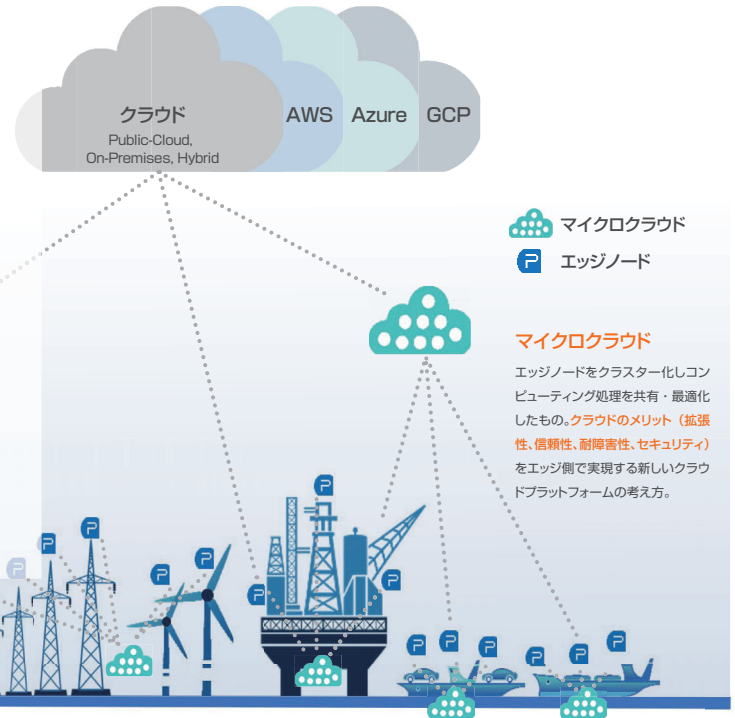 クラウド
Public-Cloud,
On-Premises, Hybrid
AWS
Azure
GCP
マイクロクラウド
エッジノード
マイクロクラウド
エッジノードをクラスター化しコン
ピューティング処理を共有・最適化
したもの。クラウドのメリット（拡張
性、信頼性、耐障害性、セキュリティ）
をエッジ側で実現する新しいクラウ
ドプラットフォームの考え方。